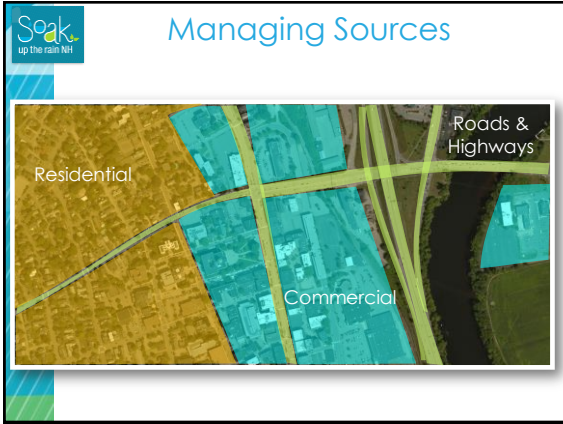 Soak
up the rain NH
Managing Sources
Residential
Roads &
Highways
Commercial